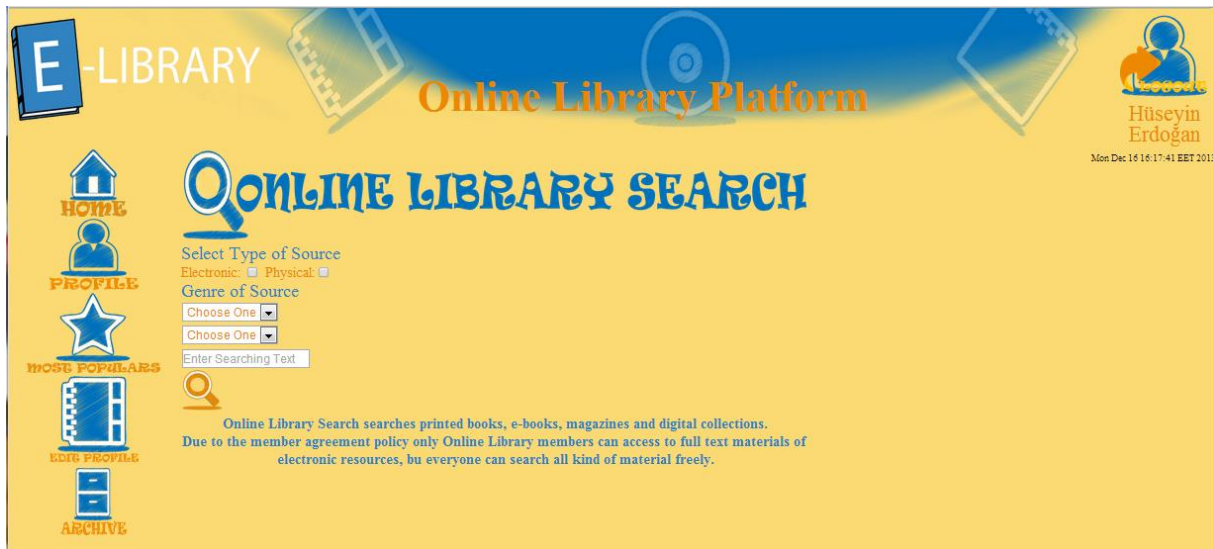 E-LIBRARY
Online Library Platform
LOGOUT
Hüseyin
Erdoğan
Mon Dec 16 16:17:41 EET 2013
HOME
PROFILE
MOST POPULARS
EDIT PROFILE
ARCHIVE
ONLINE LIBRARY SEARCH
Select Type of Source
Electronic: Physical:
Genre of Source
Choose One
Choose One
Enter Searching Text
Online Library Search searches printed books, e-books, magazines and digital collections.
Due to the member agreement policy only Online Library members can access to full text materials of
electronic resources, bu everyone can search all kind of material freely.